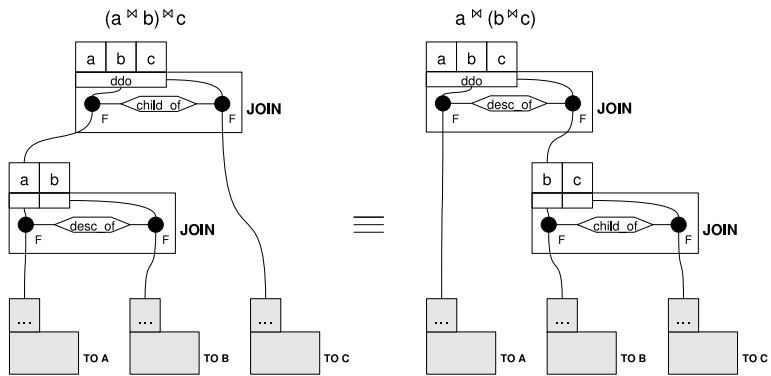 (a ⋈ b) ⋈ c
a ⋈ (b ⋈ c)
a b c
ddo
F child_of F JOIN
a b
F desc_of F JOIN
... ... ...
TO A TO B TO C
≡
a b c
ddo
F desc_of F JOIN
b c
F child_of F JOIN
... ... ...
TO A TO B TO C